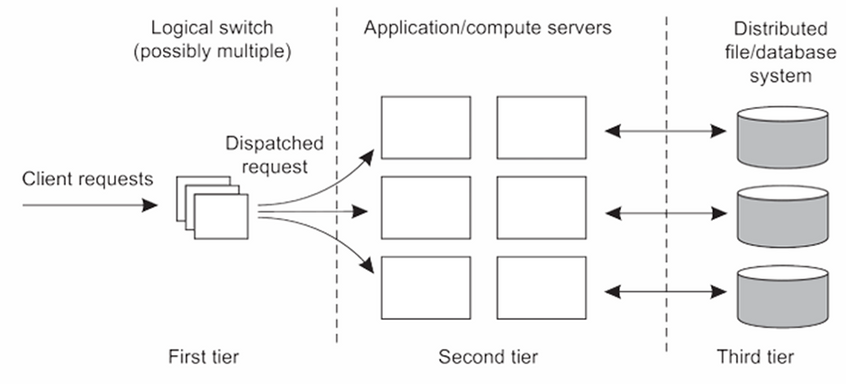 Logical switch
(possibly multiple)
Application/compute servers
Distributed
file/database
system
Dispatched
request
Client requests
First tier
Second tier
Third tier